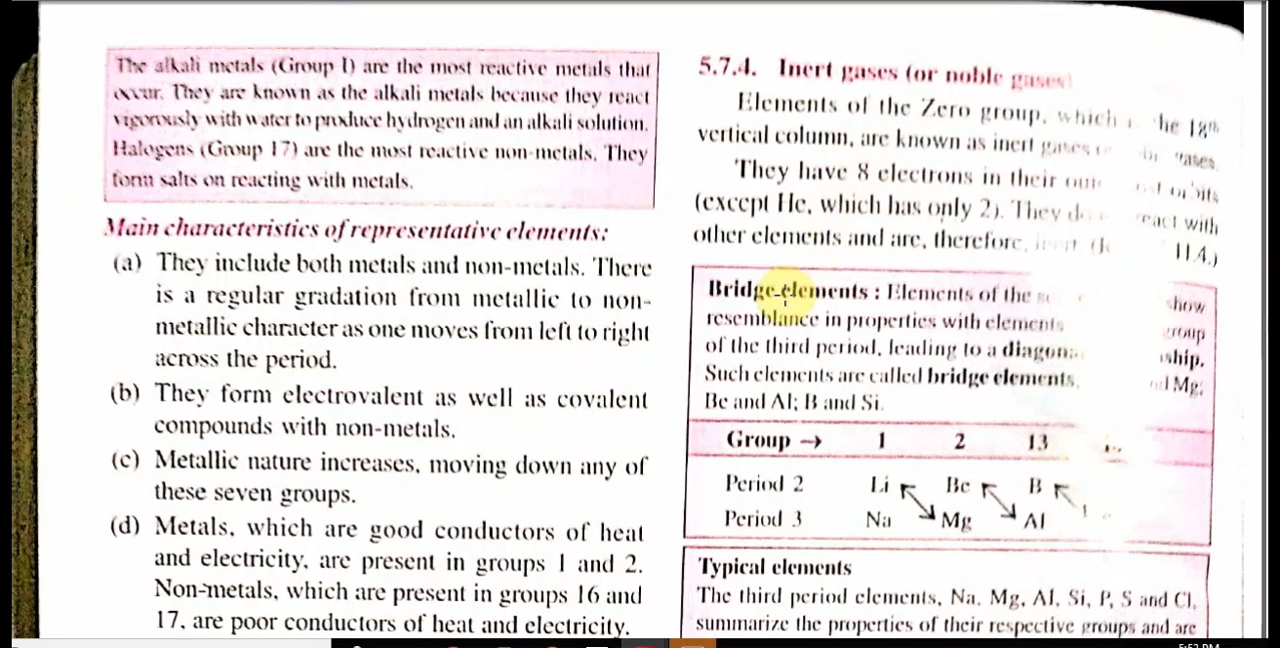 The alkali metals (Group 1) are the most reactive metals that
occur. They are known as the alkali metals because they react
vigorously with water to produce hydrogen and an alkali solution.
Halogens (Group 17) are the most reactive non-metals. They
form salts on reacting with metals.
Main characteristics of representative elements:
(a) They include both metals and non-metals. There
is a regular gradation from metallic to non-
metallic character as one moves from left to right
across the period.
(b) They form electrovalent as well as covalent
compounds with non-metals.
(c) Metallic nature increases, moving down any of
these seven groups.
(d) Metals, which are good conductors of heat
and electricity, are present in groups 1 and 2.
Non-metals, which are present in groups 16 and
17, are poor conductors of heat and electricity.
5.7.4. Inert gases (or noble gases)
Elements of the Zero group, which 18th
vertical column, are known as inert gases gases.
They have 8 electrons in their orbits
(except He, which has only 2). They react with
other elements and are, therefore, 11.4.)
Bridge elements : Elements of the show
resemblance in properties with elements group
of the third period, leading to a
Such elements are called bridge elements, Mg;
Be and Al; B and Si.
Group → 1 2 13
Period 2 Li Be B
Period 3 Na Mg Al
Typical elements
The third period elements, Na, Mg, Al, Si, P, S and Cl,
summarize the properties of their respective groups and are